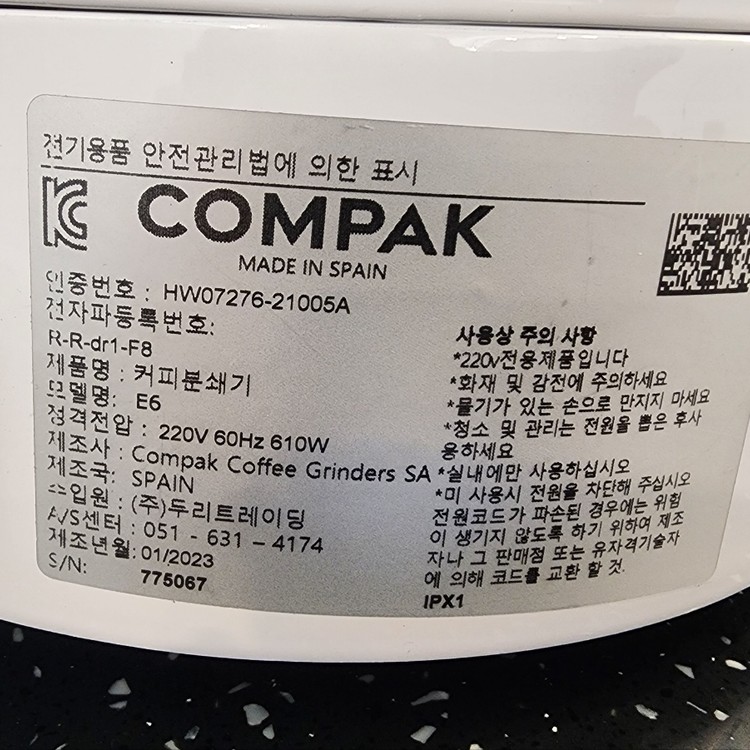 전기용품 안전관리법에 의한 표시
COMPAK
MADE IN SPAIN
인증번호 : HW07276-21005A
전자파등록번호:
R-R-dr1-F8
제품명 : 커피분쇄기
모델명: E6
정격전압 : 220V 60Hz 610W
제조사 : Compak Coffee Grinders SA
제조국: SPAIN
수입원 : (주)두리트레이딩
A/S센터 : 051 - 631 - 4174
제조년월: 01/2023
S/N: 775067
사용상 주의 사항
*220v전용제품입니다
*화재 및 감전에 주의하세요
*물기가 있는 손으로 만지지 마세요
*청소 및 관리는 전원을 뽑은 후사
용하세요
*실내에만 사용하십시오
*미 사용시 전원을 차단해 주십시오
전원코드가 파손된 경우에는 위험
이 생기지 않도록 하기 위하여 제조
자나 그 판매점 또는 유자격기술자
에 의해 코드를 교환 할 것.
IPX1